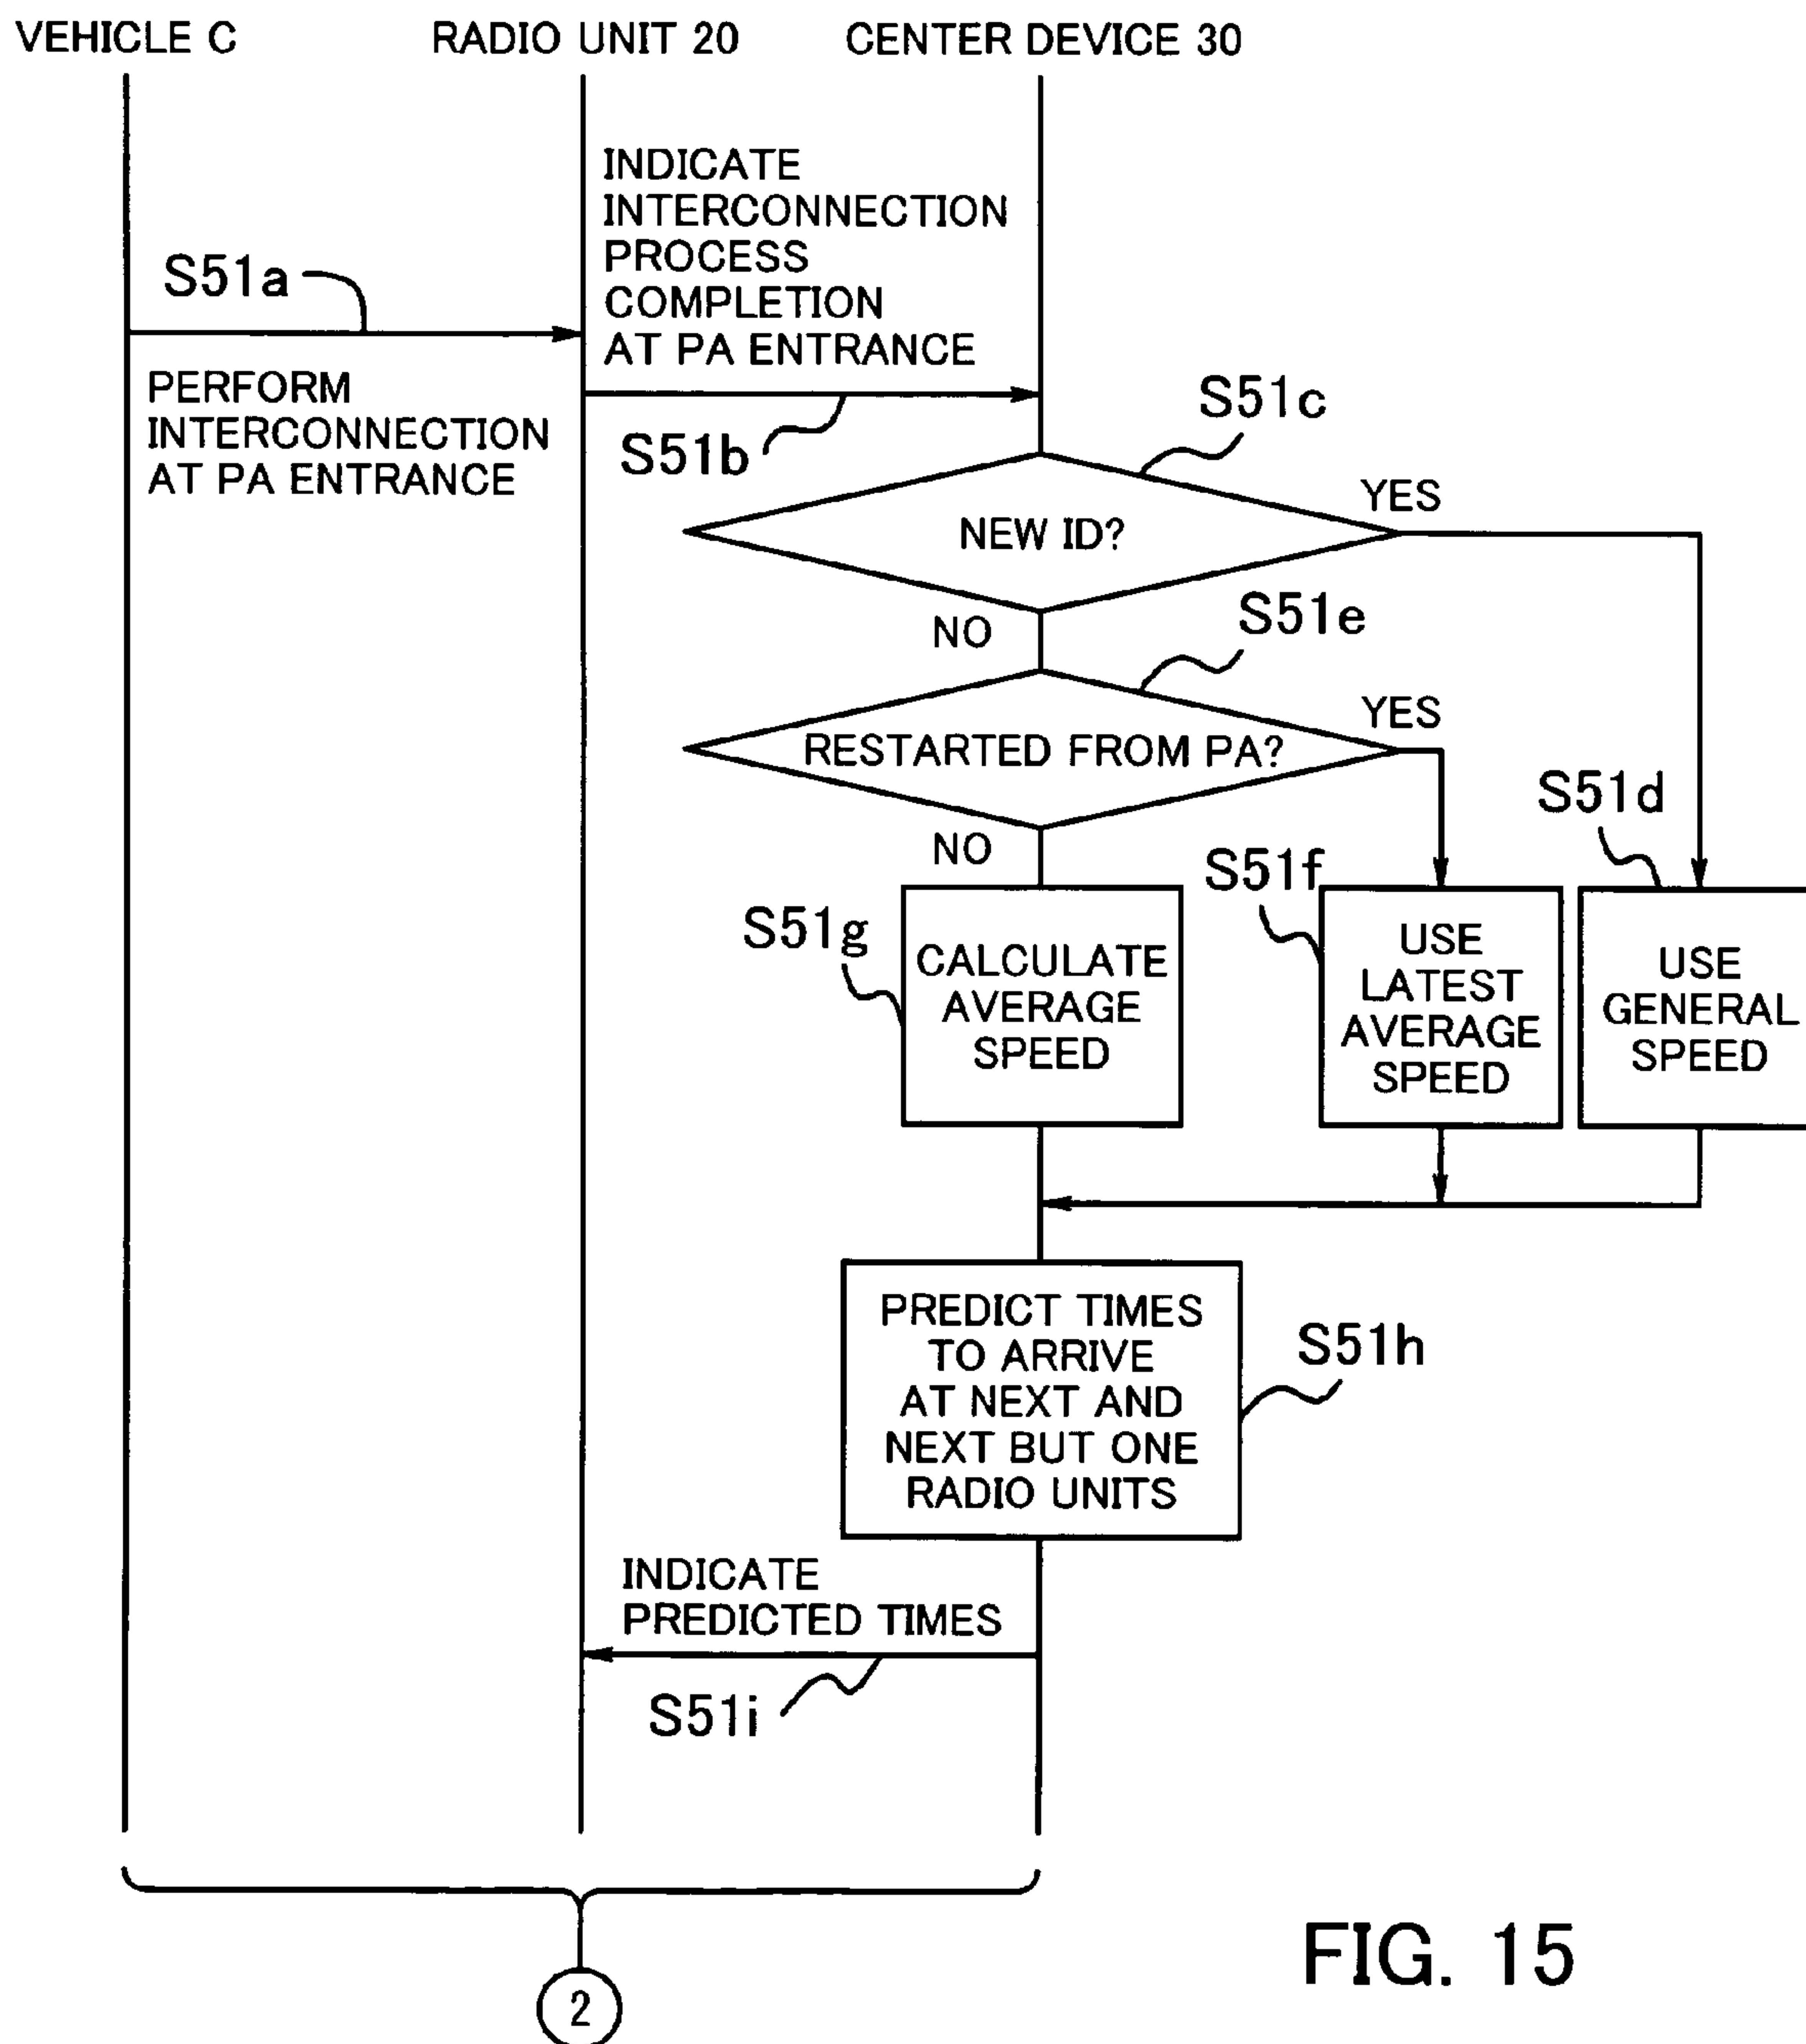 VEHICLE C
RADIO UNIT 20
CENTER DEVICE 30
INDICATE
INTERCONNECTION
PROCESS
COMPLETION
AT PA ENTRANCE
S51a
PERFORM
INTERCONNECTION
AT PA ENTRANCE
S51b
S51c
NEW ID?
YES
NO
S51e
RESTARTED FROM PA?
YES
NO
S51d
S51f
S51g
CALCULATE
AVERAGE
SPEED
USE
LATEST
AVERAGE
SPEED
USE
GENERAL
SPEED
PREDICT TIMES
TO ARRIVE
AT NEXT AND
NEXT BUT ONE
RADIO UNITS
S51h
INDICATE
PREDICTED TIMES
S51i
2
FIG. 15